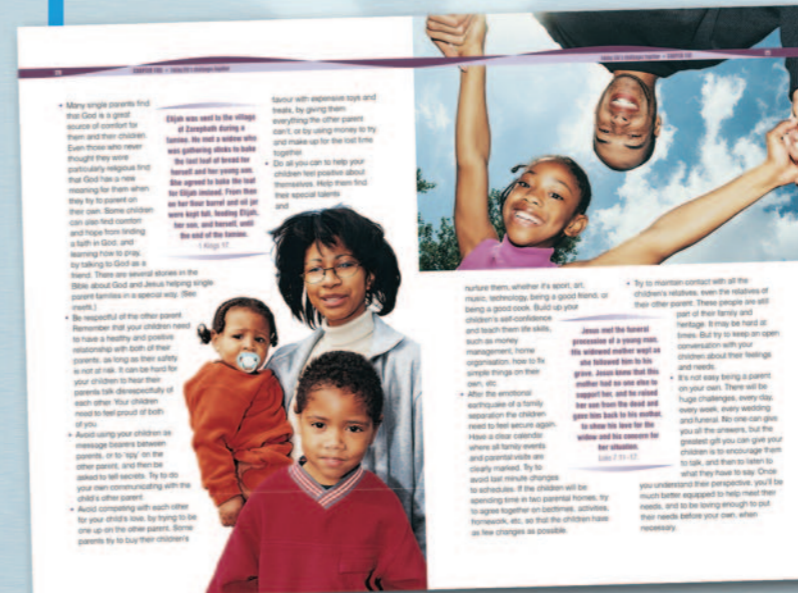 • Many single parents find
that God is a great
source of comfort for
them and their children.
Even those who never
thought they were
particularly religious find
that God has a new
meaning for them when
they try to parent on
their own. Some children
can also find comfort
and hope from finding
a faith in God, and
learning how to pray,
by talking to God as a
friend. There are several stories in the
Bible about God and Jesus helping single
parent families in a special way. (See
insets.)
• Be respectful of the other parent.
Remember that your children need
to have a healthy and positive
relationship with both of their
parents, as long as their safety
is not at risk. It can be hard for
your children to hear their
parents talk disrespectfully of
each other. Your children
need to feel proud of both
of you.
• Avoid using your children as
message bearers between
parents, or to 'spy' on the
other parent, and then be
asked to tell secrets. Try to do
your own communicating with the
child's other parent.
• Avoid competing with each other
for your child's love, by trying to be
one up on the other parent. Some
parents try to buy their children's
Elijah was sent to the village
of Zarephath during a
famine. He met a widow who
was gathering sticks to bake
the last loaf of bread for
herself and her young son.
She agreed to bake the loaf
for Elijah instead. From then
on her flour barrel and oil jar
were kept full, feeding Elijah,
her son, and herself, until
the end of the famine.
1 Kings 17.
favour with expensive toys and
treats, by giving them
everything the other parent
can't, or by using money to try
and make up for the lost time
together.
• Do all you can to help your
children feel positive about
themselves. Help them find
their special talents
and
nurture them, whether it's sport, art,
music, technology, being a good friend, or
being a good cook. Build up your
children's self-confidence
and teach them life skills,
such as money
management, home
organisation, how to fix
simple things on their
own, etc.
• After the emotional
earthquake of a family
separation the children
need to feel secure again.
Have a clear calendar
where all family events
and parental visits are
clearly marked. Try to
avoid last minute changes
to schedules. If the children will be
spending time in two parental homes, try
to agree together on bedtimes, activities,
homework, etc, so that the children have
as few changes as possible.
Jesus met the funeral
procession of a young man.
His widowed mother wept as
she followed him to his
grave. Jesus knew that this
mother had no one else to
support her, and he raised
her son from the dead and
gave him back to his mother,
to show his love for the
widow and his concern for
her situation.
Luke 7:11-17.
• Try to maintain contact with all the
children's relatives, even the relatives of
their other parent. These people are still
part of their family and
heritage. It may be hard at
times. But try to keep an open
conversation with your
children about their feelings
and needs.
• It's not easy being a parent
on your own. There will be
huge challenges, every day,
every week, every wedding
and funeral. No one can give
you all the answers, but the
greatest gift you can give your
children is to encourage them
to talk, and then to listen to
what they have to say. Once
you understand their perspective, you'll be
much better equipped to help meet their
needs, and to be loving enough to put
their needs before your own, when
necessary.